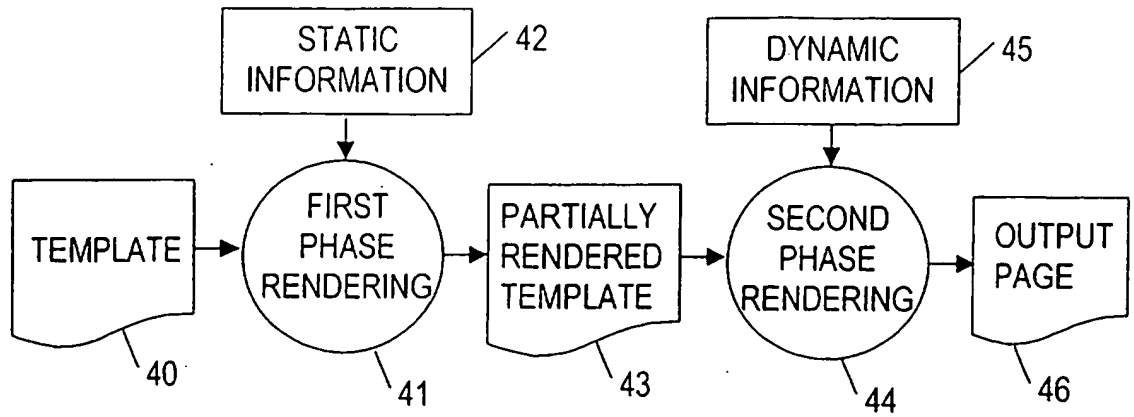 STATIC
INFORMATION
42
DYNAMIC
INFORMATION
45
TEMPLATE
40
FIRST
PHASE
RENDERING
41
PARTIALLY
RENDERED
TEMPLATE
43
SECOND
PHASE
RENDERING
44
OUTPUT
PAGE
46